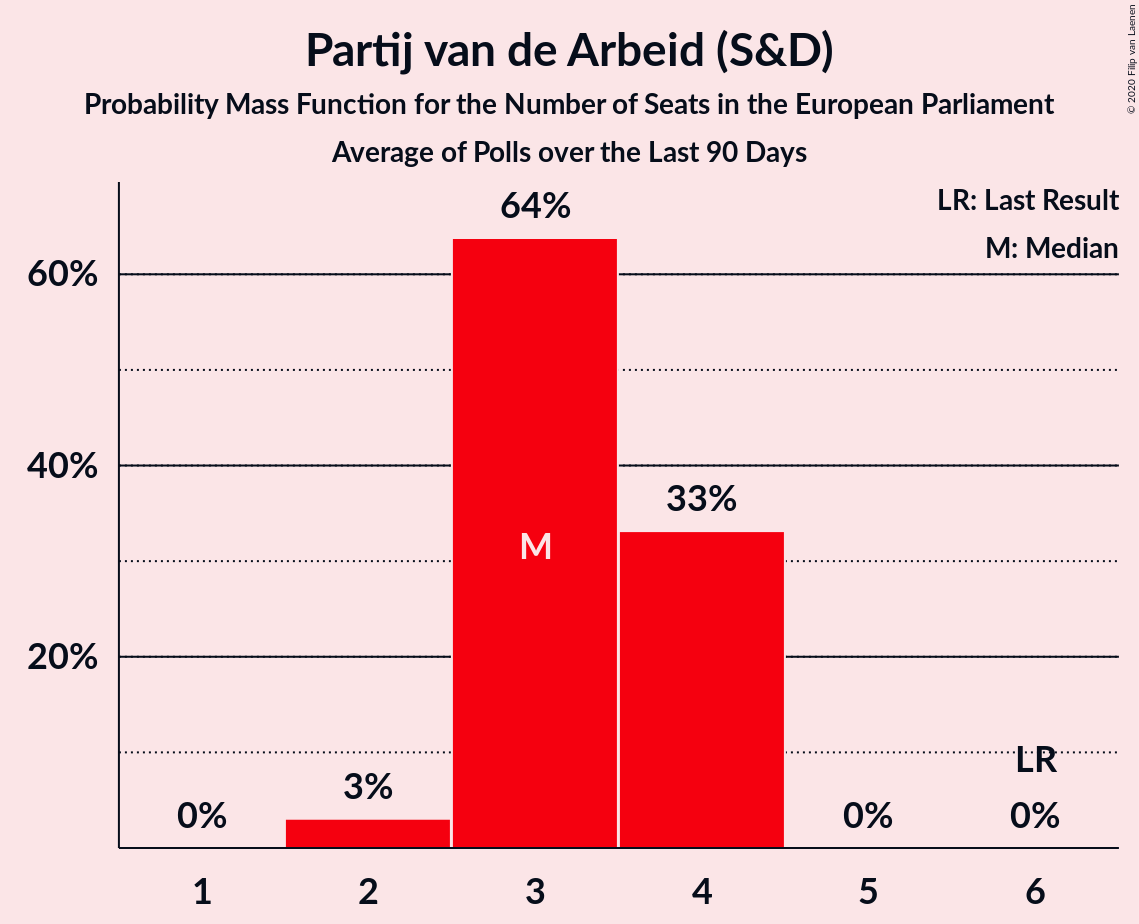 Partij van de Arbeid (S&D)
Probability Mass Function for the Number of Seats in the European Parliament
Average of Polls over the Last 90 Days
© 2020 Filip van Laenen
LR: Last Result
M: Median
64%
60%
40%
33%
M
20%
LR
3%
0%
0%
0%
1 2 3 4 5 6